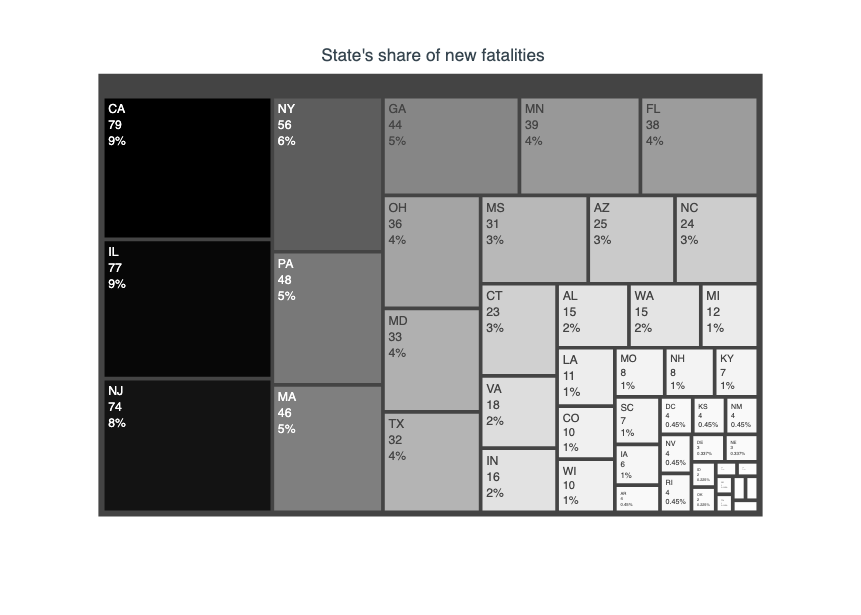 State's share of new fatalities
CA
79
9%
IL
77
9%
NJ
74
8%
NY
56
6%
PA
48
5%
MA
46
5%
GA
44
5%
MN
39
4%
FL
38
4%
OH
36
4%
MD
33
4%
TX
32
4%
MS
31
3%
AZ
25
3%
NC
24
3%
CT
23
3%
VA
18
2%
IN
16
2%
AL
15
2%
WA
15
2%
MI
12
1%
LA
11
1%
CO
10
1%
WI
10
1%
MO
8
1%
NH
8
1%
KY
7
1%
SC
7
1%
IA
6
1%
AR
4
0.45%
DC
4
0.45%
KS
4
0.45%
NM
4
0.45%
NV
4
0.45%
RI
4
0.45%
DE
3
0.337%
NE
3
0.337%
ID
2
0.225%
OK
2
0.225%